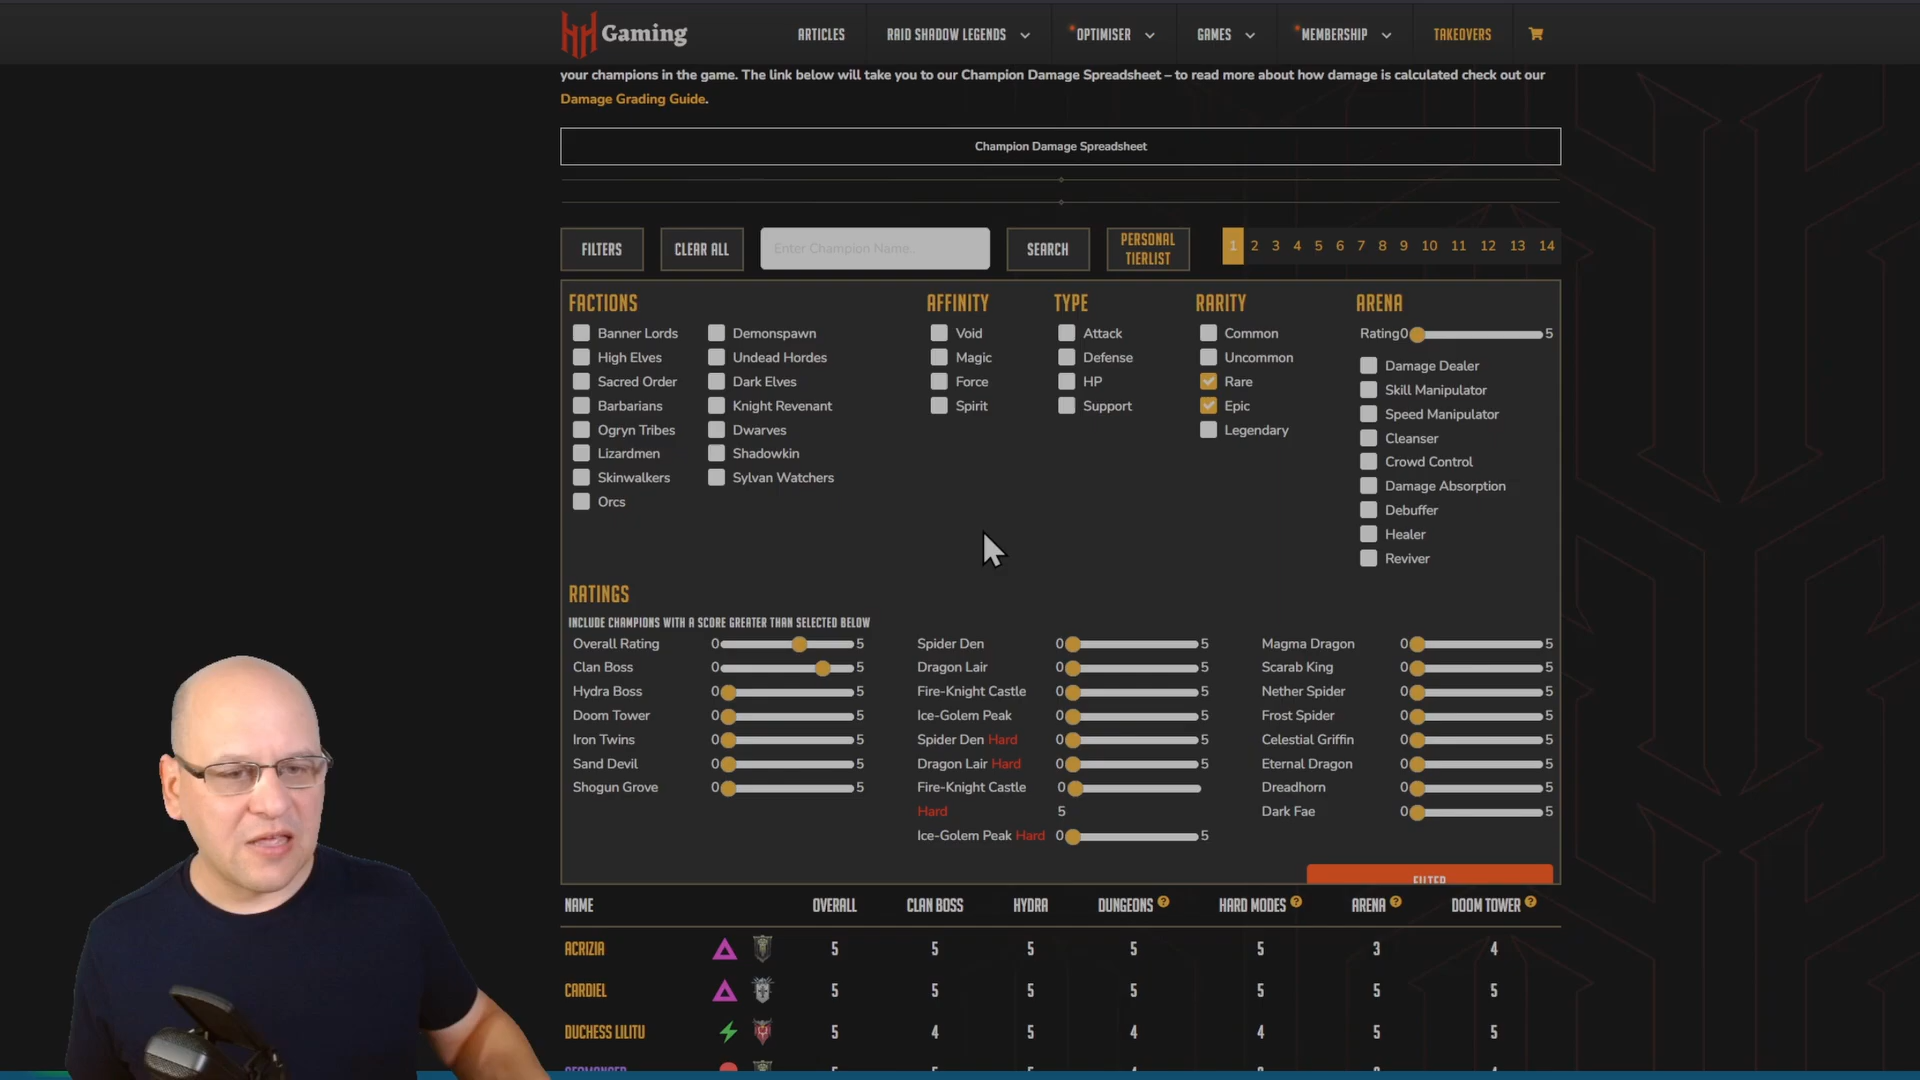 HH Gaming
ARTICLES RAID SHADOW LEGENDS OPTIMISER GAMES MEMBERSHIP TAKEOVERS
your champions in the game. The link below will take you to our Champion Damage Spreadsheet – to read more about how damage is calculated check out our
Damage Grading Guide.
Champion Damage Spreadsheet
FILTERS CLEAR ALL Enter Champion Name.. SEARCH PERSONAL TIERLIST 1 2 3 4 5 6 7 8 9 10 11 12 13 14
FACTIONS AFFINITY TYPE RARITY ARENA
Banner Lords Demonspawn Void Attack Common Rating 0 5
High Elves Undead Hordes Magic Defense Uncommon Damage Dealer
Sacred Order Dark Elves Force HP Rare Skill Manipulator
Barbarians Knight Revenant Spirit Support Epic Speed Manipulator
Ogryn Tribes Dwarves Legendary Cleanser
Lizardmen Shadowkin Crowd Control
Skinwalkers Sylvan Watchers Damage Absorption
Orcs Debuffer
Healer
Reviver
RATINGS
INCLUDE CHAMPIONS WITH A SCORE GREATER THAN SELECTED BELOW
Overall Rating 0 5 Spider Den 0 5 Magma Dragon 0 5
Clan Boss 0 5 Dragon Lair 0 5 Scarab King 0 5
Hydra Boss 0 5 Fire-Knight Castle 0 5 Nether Spider 0 5
Doom Tower 0 5 Ice-Golem Peak 0 5 Frost Spider 0 5
Iron Twins 0 5 Spider Den Hard 0 5 Celestial Griffin 0 5
Sand Devil 0 5 Dragon Lair Hard 0 5 Eternal Dragon 0 5
Shogun Grove 0 5 Fire-Knight Castle 0 Dreadhorn 0 5
Hard 5 Dark Fae 0 5
Ice-Golem Peak Hard 0 5
FILTER
NAME OVERALL CLAN BOSS HYDRA DUNGEONS ? HARD MODES ? ARENA ? DOOM TOWER ?
ACRIZIA 5 5 5 5 5 3 4
CARDIEL 5 5 5 5 5 5 5
DUCHESS LILITU 5 4 5 4 4 5 5